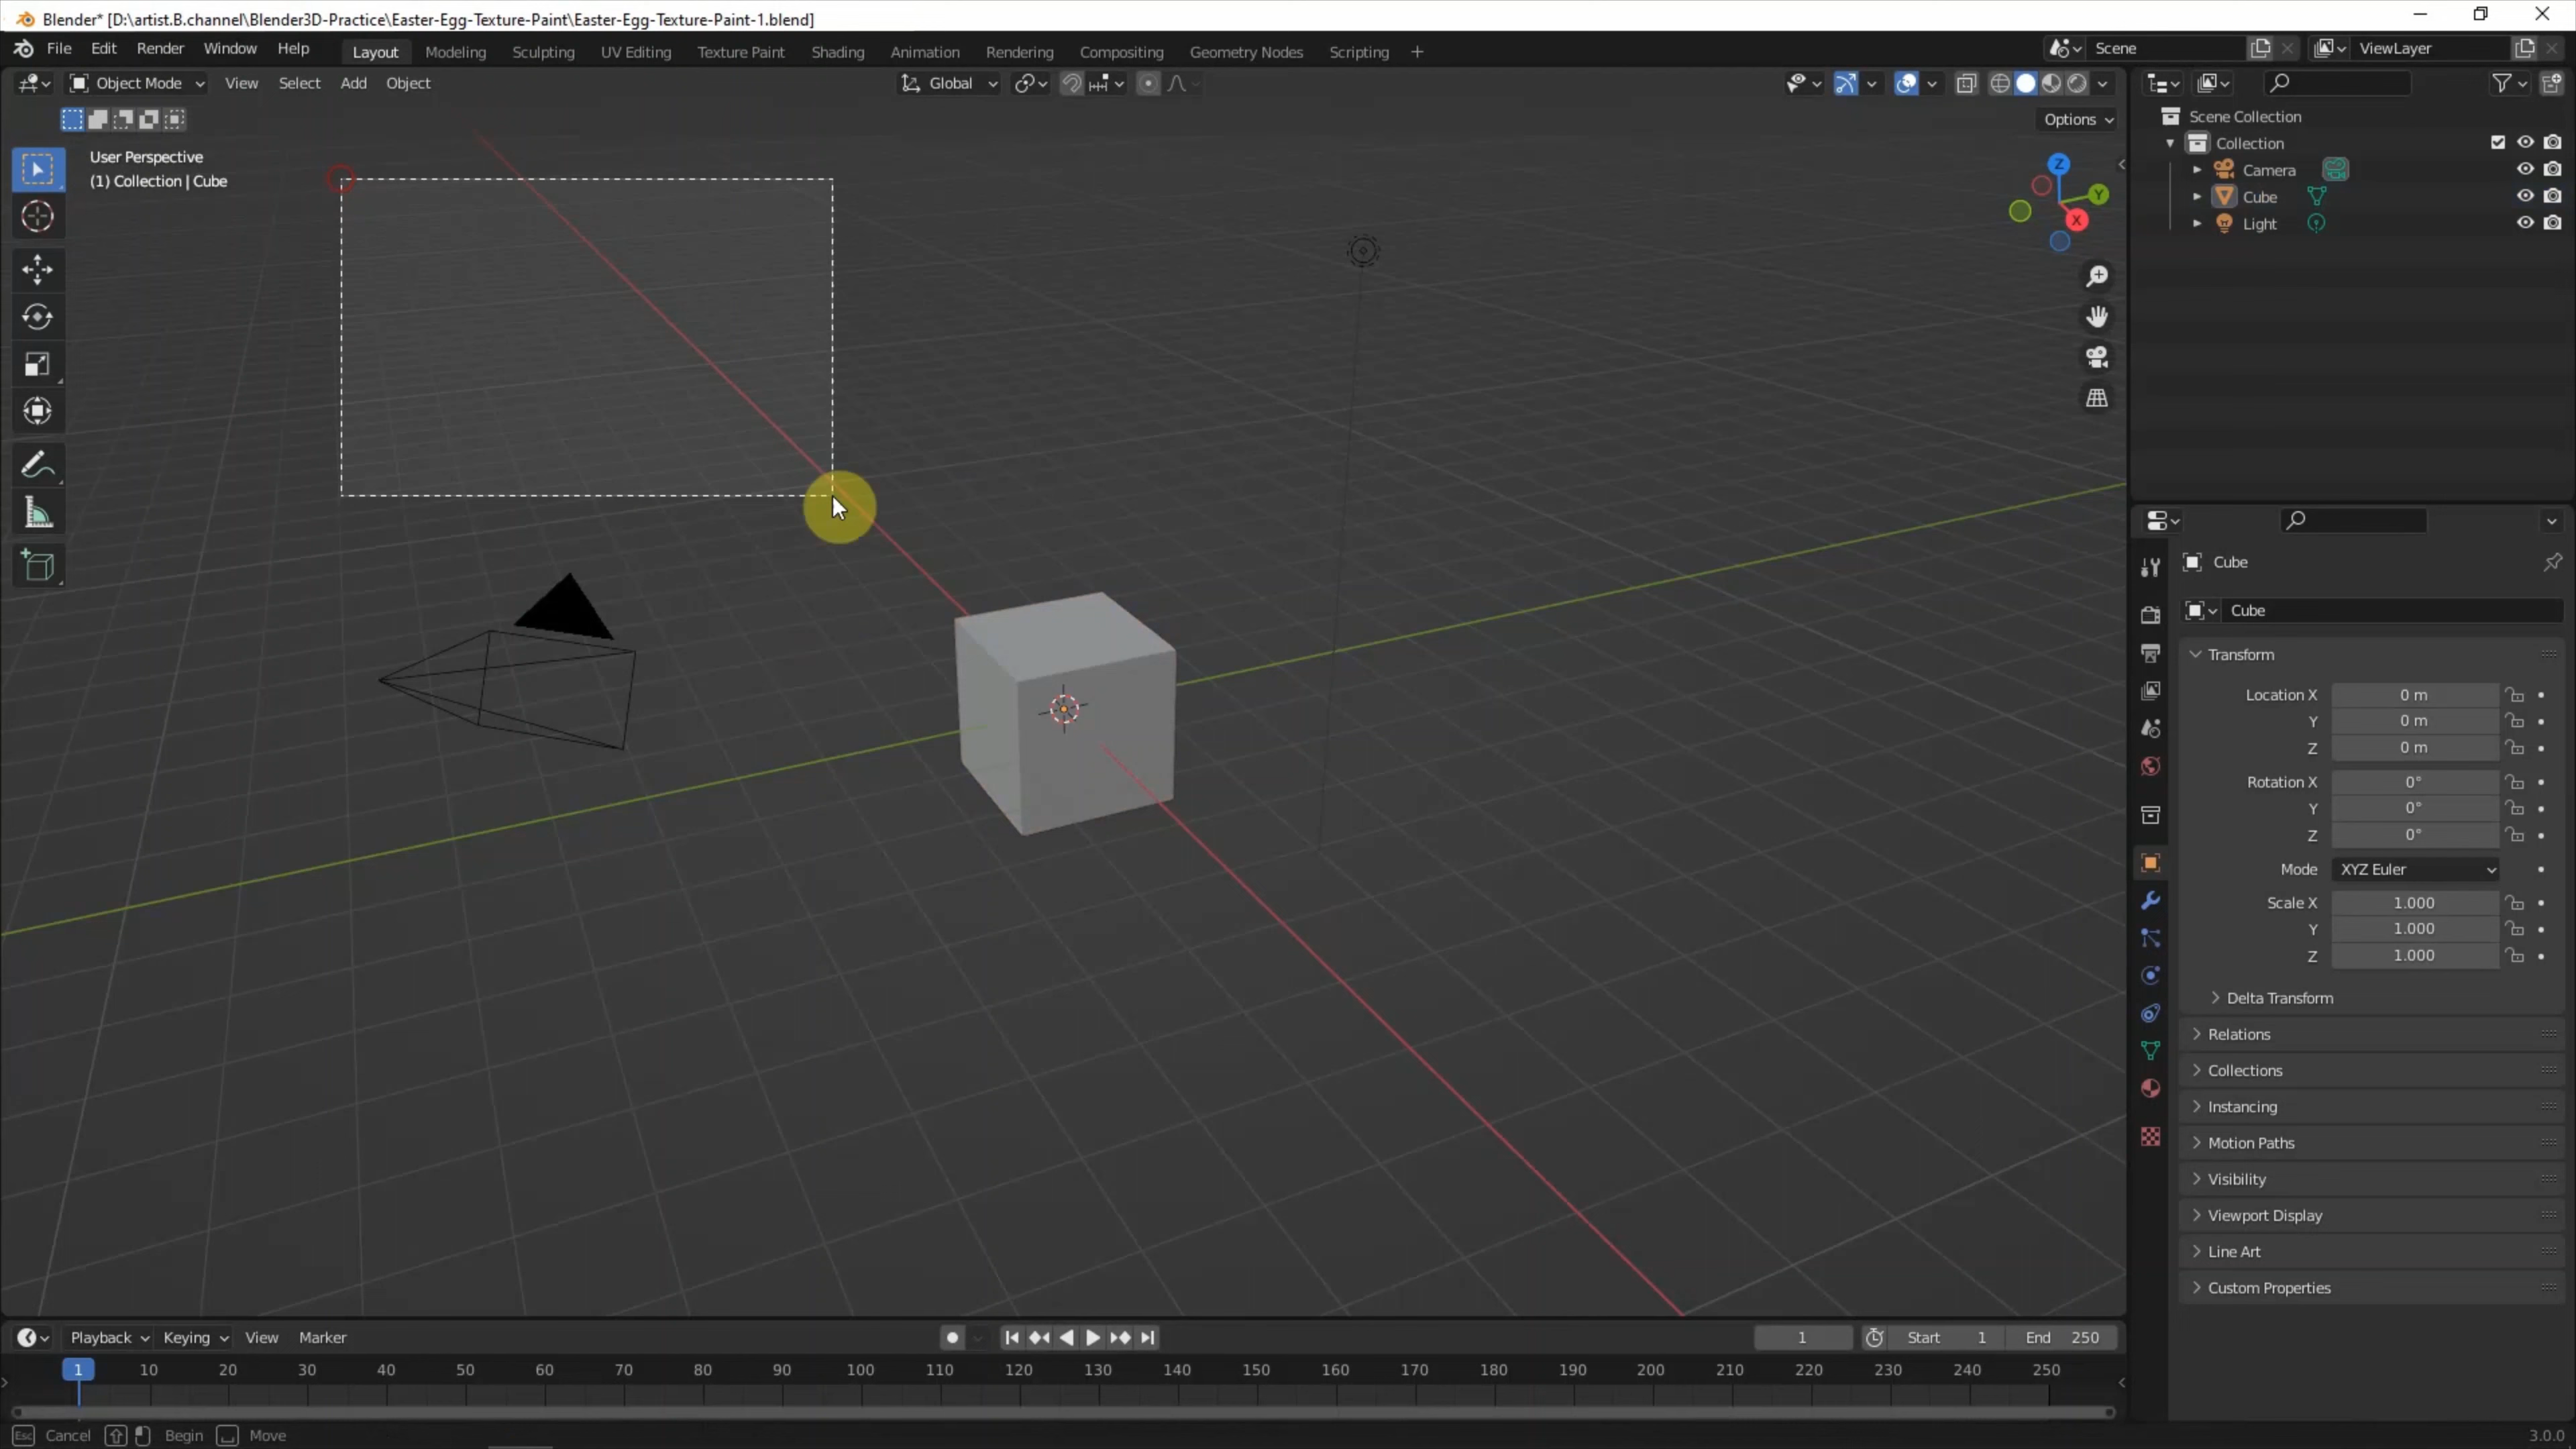 Blender* [D:\artist.B.channel\Blender3D-Practice\Easter-Egg-Texture-Paint\Easter-Egg-Texture-Paint-1.blend]
File Edit Render Window Help Layout Modeling Sculpting UV Editing Texture Paint Shading Animation Rendering Compositing Geometry Nodes Scripting + Scene ViewLayer
Object Mode View Select Add Object Global
Options
User Perspective
(1) Collection | Cube
Z
Y
X
Scene Collection
Collection
Camera
Cube
Light
Cube
Cube
Transform
Location X 0 m
Y 0 m
Z 0 m
Rotation X 0°
Y 0°
Z 0°
Mode XYZ Euler
Scale X 1.000
Y 1.000
Z 1.000
Delta Transform
Relations
Collections
Instancing
Motion Paths
Visibility
Viewport Display
Line Art
Custom Properties
Playback Keying View Marker 1 Start 1 End 250
1 10 20 30 40 50 60 70 80 90 100 110 120 130 140 150 160 170 180 190 200 210 220 230 240 250
Esc Cancel Begin Move 3.0.0